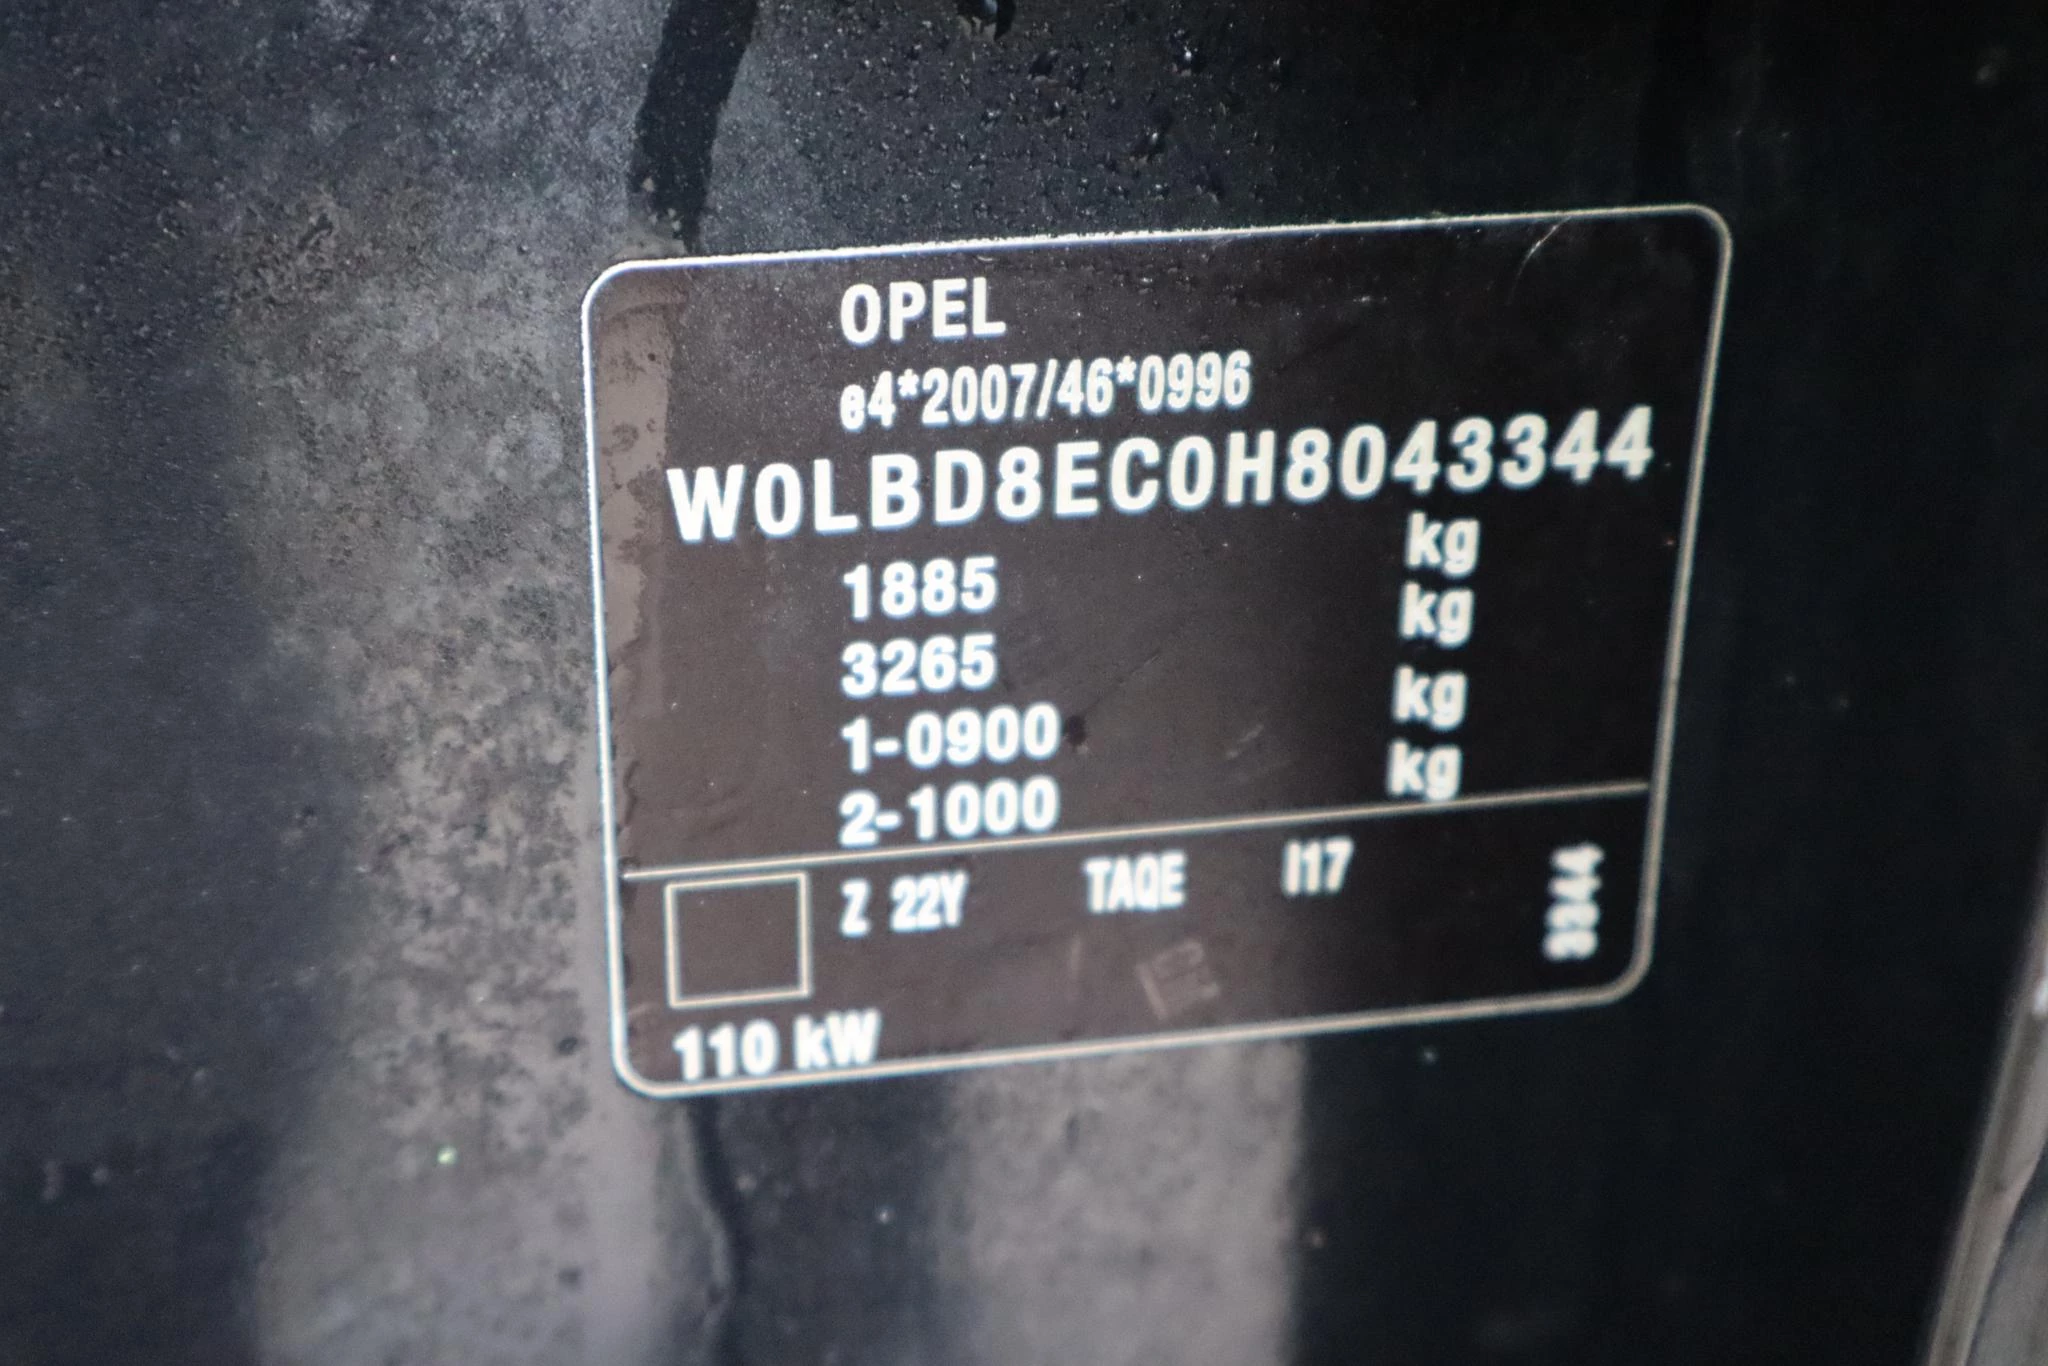 OPEL
e4*2007/46*0996
W0LBD8EC0H8043344
1885 kg
3265 kg
1-0900 kg
2-1000 kg
Z 22Y TAQE I17
3344
110 kW